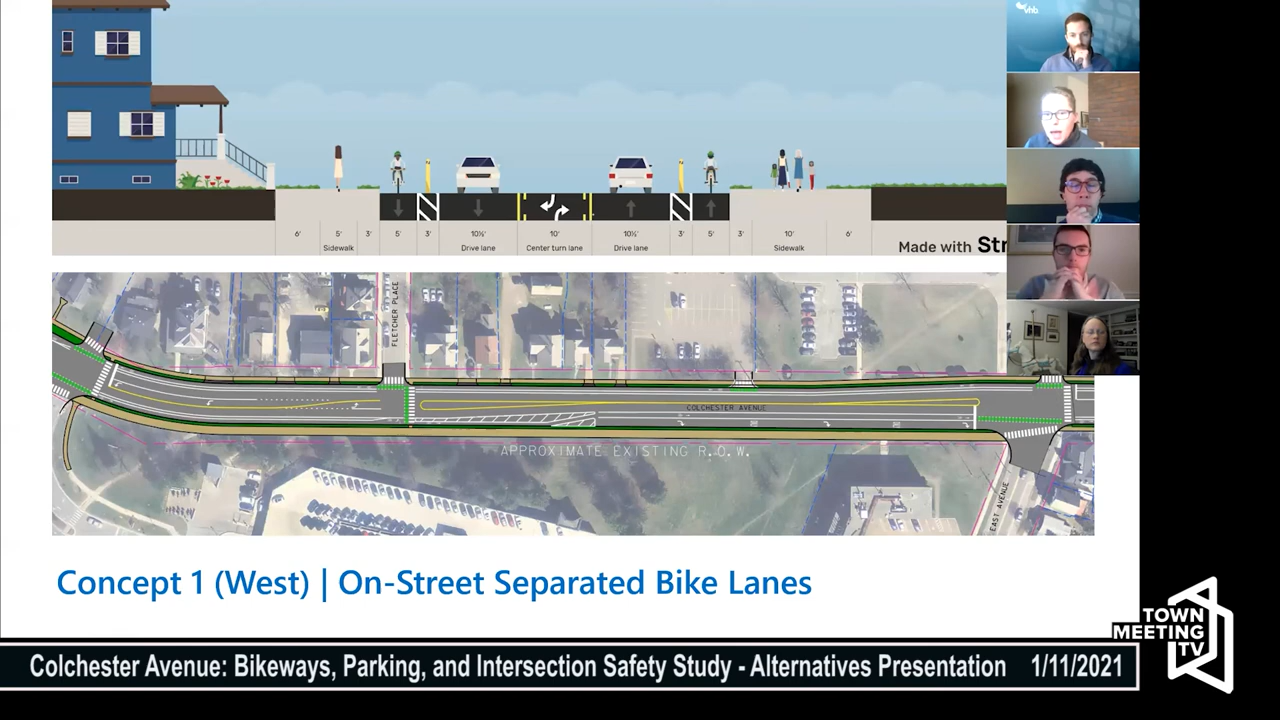 vhb
6' 5' 3' 5' 3' 10½' 10' 10½' 3' 5' 3' 10' 6'
Sidewalk Drive lane Center turn lane Drive lane Sidewalk
Made with Str
FLETCHER PLACE
COLCHESTER AVENUE
APPROXIMATE EXISTING R.O.W.
EAST AVENUE
Concept 1 (West) | On-Street Separated Bike Lanes
TOWN
MEETING
TV
Colchester Avenue: Bikeways, Parking, and Intersection Safety Study - Alternatives Presentation 1/11/2021